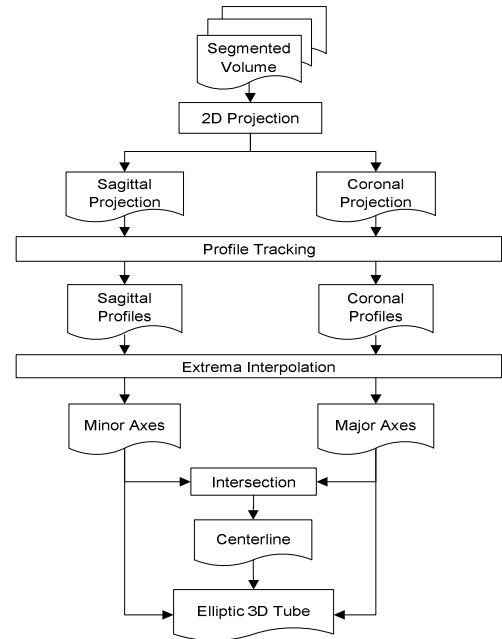 Segmented
Volume
2D Projection
Sagittal
Projection
Coronal
Projection
Profile Tracking
Sagittal
Profiles
Coronal
Profiles
Extrema Interpolation
Minor Axes
Major Axes
Intersection
Centerline
Elliptic 3D Tube